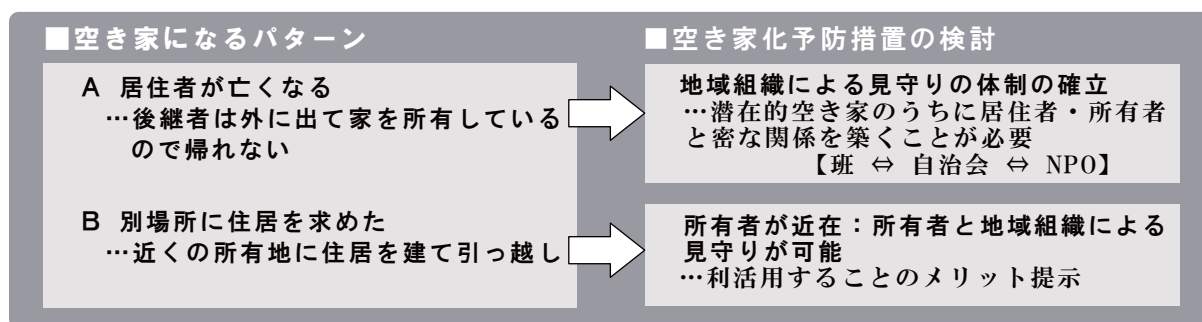 ■空き家になるパターン
A 居住者が亡くなる
…後継者は外に出て家を所有している
ので帰れない
B 別場所に住居を求めた
…近くの所有地に住居を建て引っ越し
■空き家化予防措置の検討
地域組織による見守りの体制の確立
…潜在的空き家のうちに居住者・所有者
と密な関係を築くことが必要
【班 ⇔ 自治会 ⇔ NPO】
所有者が近在：所有者と地域組織による
見守りが可能
…利活用することのメリット提示